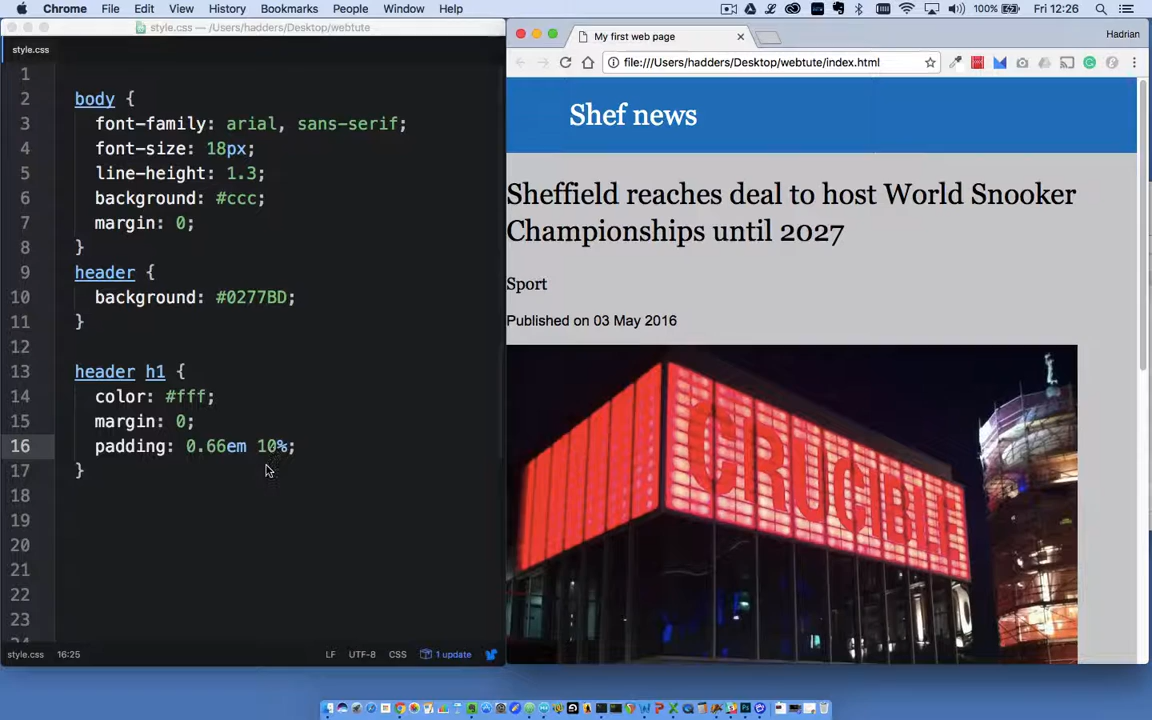 Chrome File Edit View History Bookmarks People Window Help 100% Fri 12:26
style.css — /Users/hadders/Desktop/webtute
style.css
1
2 body {
3 font-family: arial, sans-serif;
4 font-size: 18px;
5 line-height: 1.3;
6 background: #ccc;
7 margin: 0;
8 }
9 header {
10 background: #0277BD;
11 }
12
13 header h1 {
14 color: #fff;
15 margin: 0;
16 padding: 0.66em 10%;
17 }
18
19
20
21
22
23
style.css 16:25 LF UTF-8 CSS 1 update
My first web page
Hadrian
file:///Users/hadders/Desktop/webtute/index.html
Shef news
Sheffield reaches deal to host World Snooker
Championships until 2027
Sport
Published on 03 May 2016
CRUCIBLE